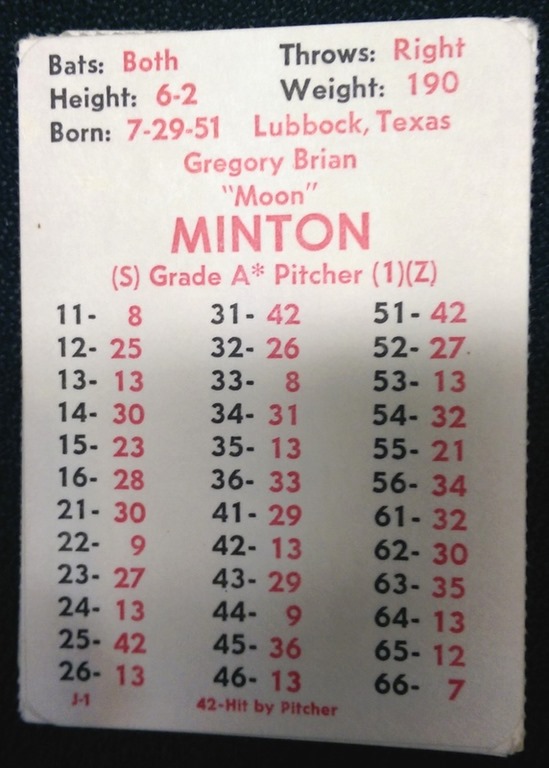 Bats: Both Throws: Right
Height: 6-2 Weight: 190
Born: 7-29-51 Lubbock, Texas
Gregory Brian
"Moon"
MINTON
(S) Grade A* Pitcher (1)(Z)
11- 8 31- 42 51- 42
12- 25 32- 26 52- 27
13- 13 33- 8 53- 13
14- 30 34- 31 54- 32
15- 23 35- 13 55- 21
16- 28 36- 33 56- 34
21- 30 41- 29 61- 32
22- 9 42- 13 62- 30
23- 27 43- 29 63- 35
24- 13 44- 9 64- 13
25- 42 45- 36 65- 12
26- 13 46- 13 66- 7
J-1 42-Hit by Pitcher